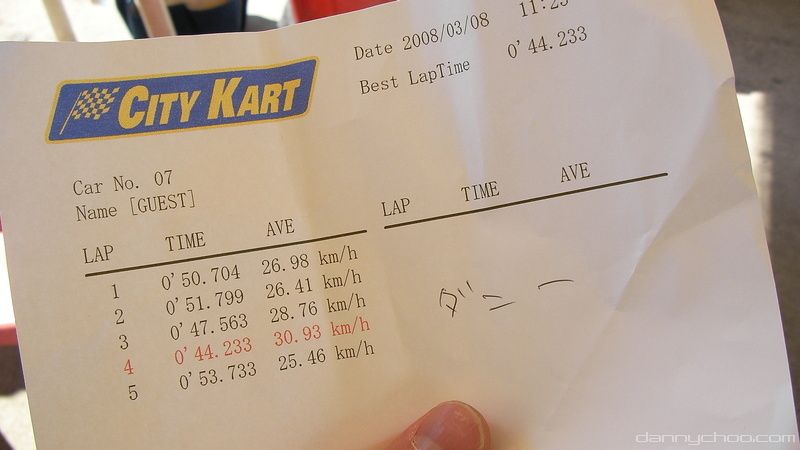 CITY KART
Date 2008/03/08
Best LapTime 0'44.233
Car No. 07
Name [GUEST]
LAP TIME AVE LAP TIME AVE
1 0'50.704 26.98 km/h
2 0'51.799 26.41 km/h
3 0'47.563 28.76 km/h
4 0'44.233 30.93 km/h
5 0'53.733 25.46 km/h
ダニー
dannychoo.com